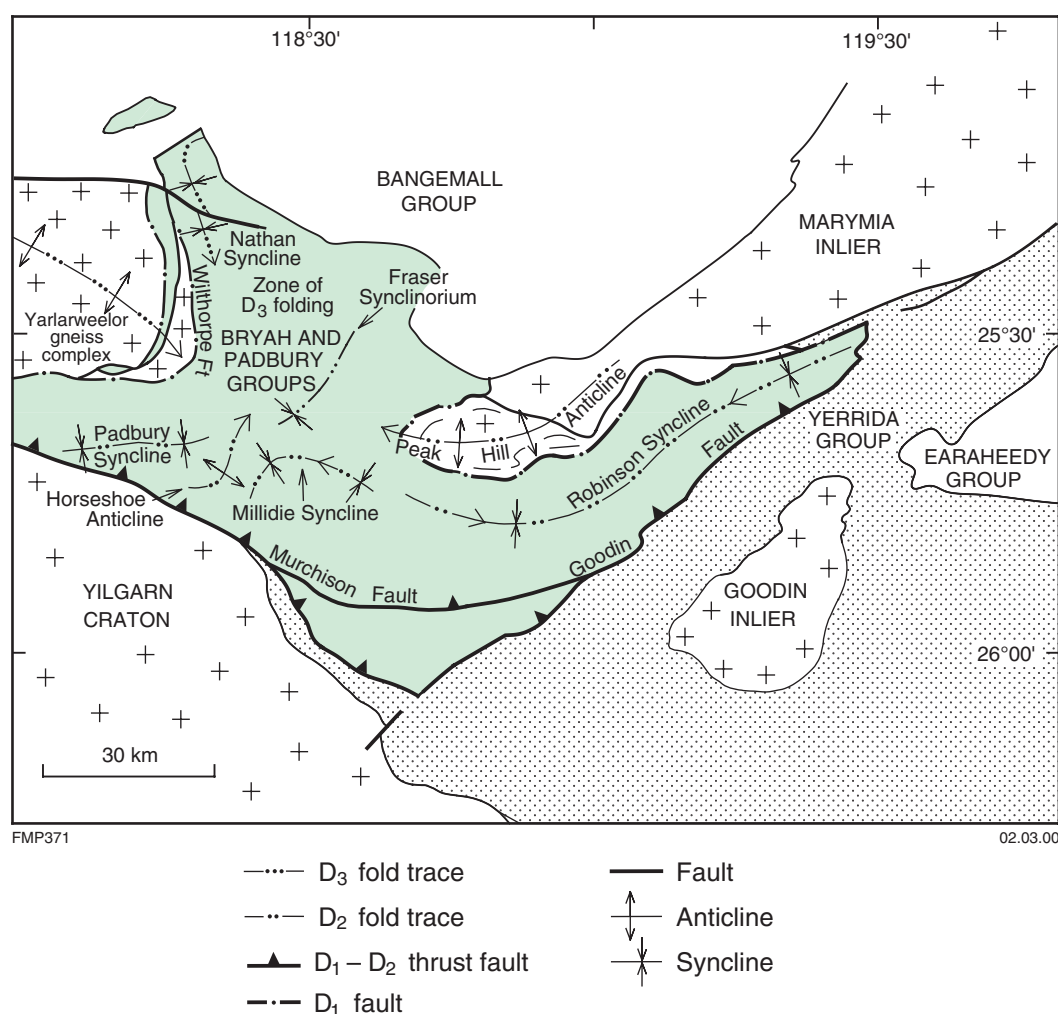 118°30'
119°30'
BANGEMALL
GROUP
MARYMIA
INLIER
Nathan
Syncline
Fraser
Synclinorium
Zone of
D3 folding
Wilthorpe Ft
Yarlarweelor
gneiss
complex
25°30'
BRYAH AND
PADBURY
GROUPS
Peak Hill Anticline
YERRIDA
GROUP
Padbury
Syncline
Robinson Syncline
EARAHEEDY
GROUP
Horseshoe
Anticline
Millidie Syncline
Murchison Fault
Goodin Fault
YILGARN
CRATON
GOODIN
INLIER
26°00'
30 km
FMP371
02.03.00
D3 fold trace
D2 fold trace
D1 – D2 thrust fault
D1 fault
Fault
Anticline
Syncline